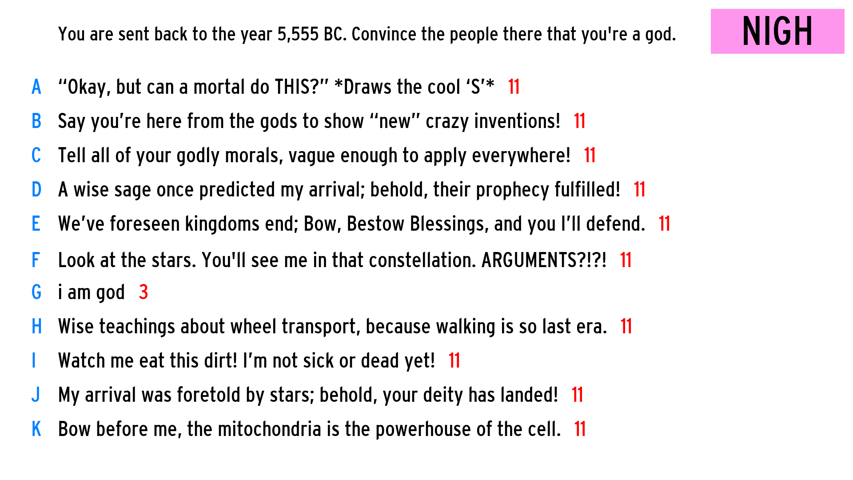 You are sent back to the year 5,555 BC. Convince the people there that you're a god.
NIGH
A “Okay, but can a mortal do THIS?” *Draws the cool ‘S’* 11
B Say you’re here from the gods to show “new” crazy inventions! 11
C Tell all of your godly morals, vague enough to apply everywhere! 11
D A wise sage once predicted my arrival; behold, their prophecy fulfilled! 11
E We’ve foreseen kingdoms end; Bow, Bestow Blessings, and you I’ll defend. 11
F Look at the stars. You'll see me in that constellation. ARGUMENTS?!?! 11
G i am god 3
H Wise teachings about wheel transport, because walking is so last era. 11
I Watch me eat this dirt! I’m not sick or dead yet! 11
J My arrival was foretold by stars; behold, your deity has landed! 11
K Bow before me, the mitochondria is the powerhouse of the cell. 11